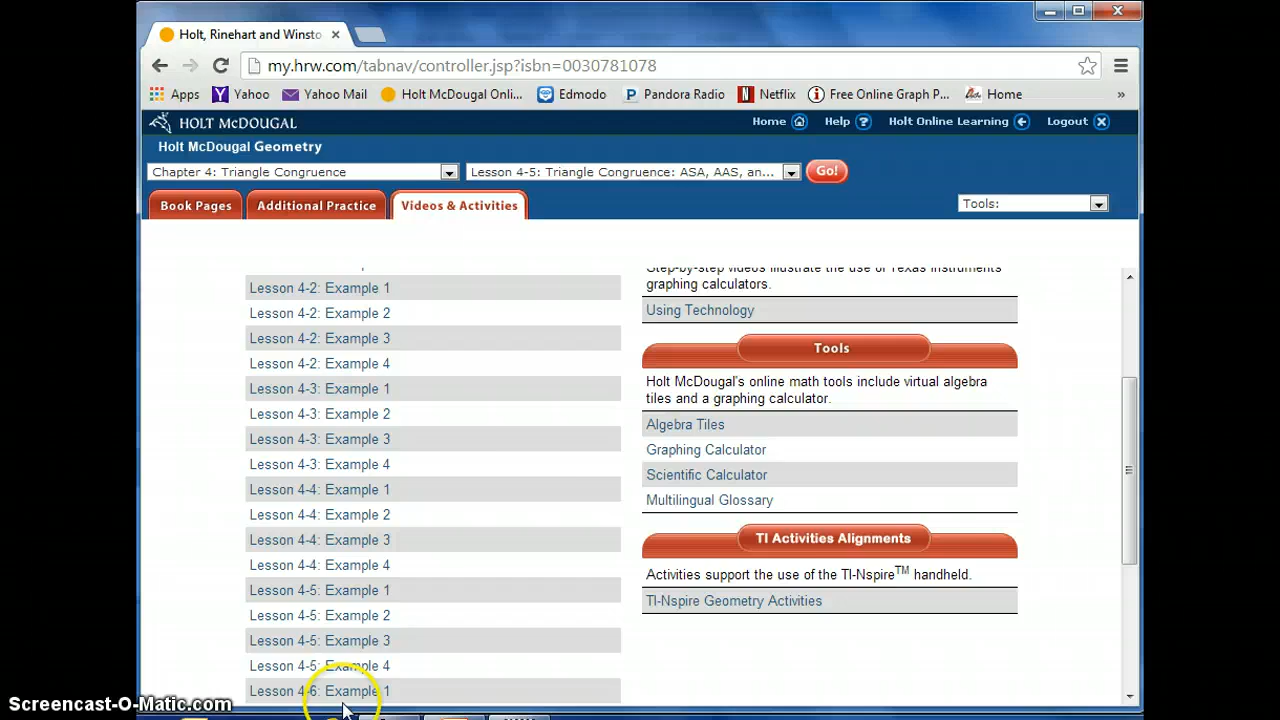 Holt, Rinehart and Winsto
my.hrw.com/tabnav/controller.jsp?isbn=0030781078
Apps Yahoo Yahoo Mail Holt McDougal Onli... Edmodo Pandora Radio Netflix Free Online Graph P... Home »
HOLT MCDOUGAL Home Help ? Holt Online Learning Logout
Holt McDougal Geometry
Chapter 4: Triangle Congruence Lesson 4-5: Triangle Congruence: ASA, AAS, an... Go!
Book Pages Additional Practice Videos & Activities Tools:
Lesson 4-2: Example 1
Lesson 4-2: Example 2
Lesson 4-2: Example 3
Lesson 4-2: Example 4
Lesson 4-3: Example 1
Lesson 4-3: Example 2
Lesson 4-3: Example 3
Lesson 4-3: Example 4
Lesson 4-4: Example 1
Lesson 4-4: Example 2
Lesson 4-4: Example 3
Lesson 4-4: Example 4
Lesson 4-5: Example 1
Lesson 4-5: Example 2
Lesson 4-5: Example 3
Lesson 4-5: Example 4
Lesson 4-6: Example 1
Step-by-step videos illustrate the use of Texas Instruments
graphing calculators.
Using Technology
Tools
Holt McDougal's online math tools include virtual algebra
tiles and a graphing calculator.
Algebra Tiles
Graphing Calculator
Scientific Calculator
Multilingual Glossary
TI Activities Alignments
Activities support the use of the TI-Nspire™ handheld.
TI-Nspire Geometry Activities
Screencast-O-Matic.com